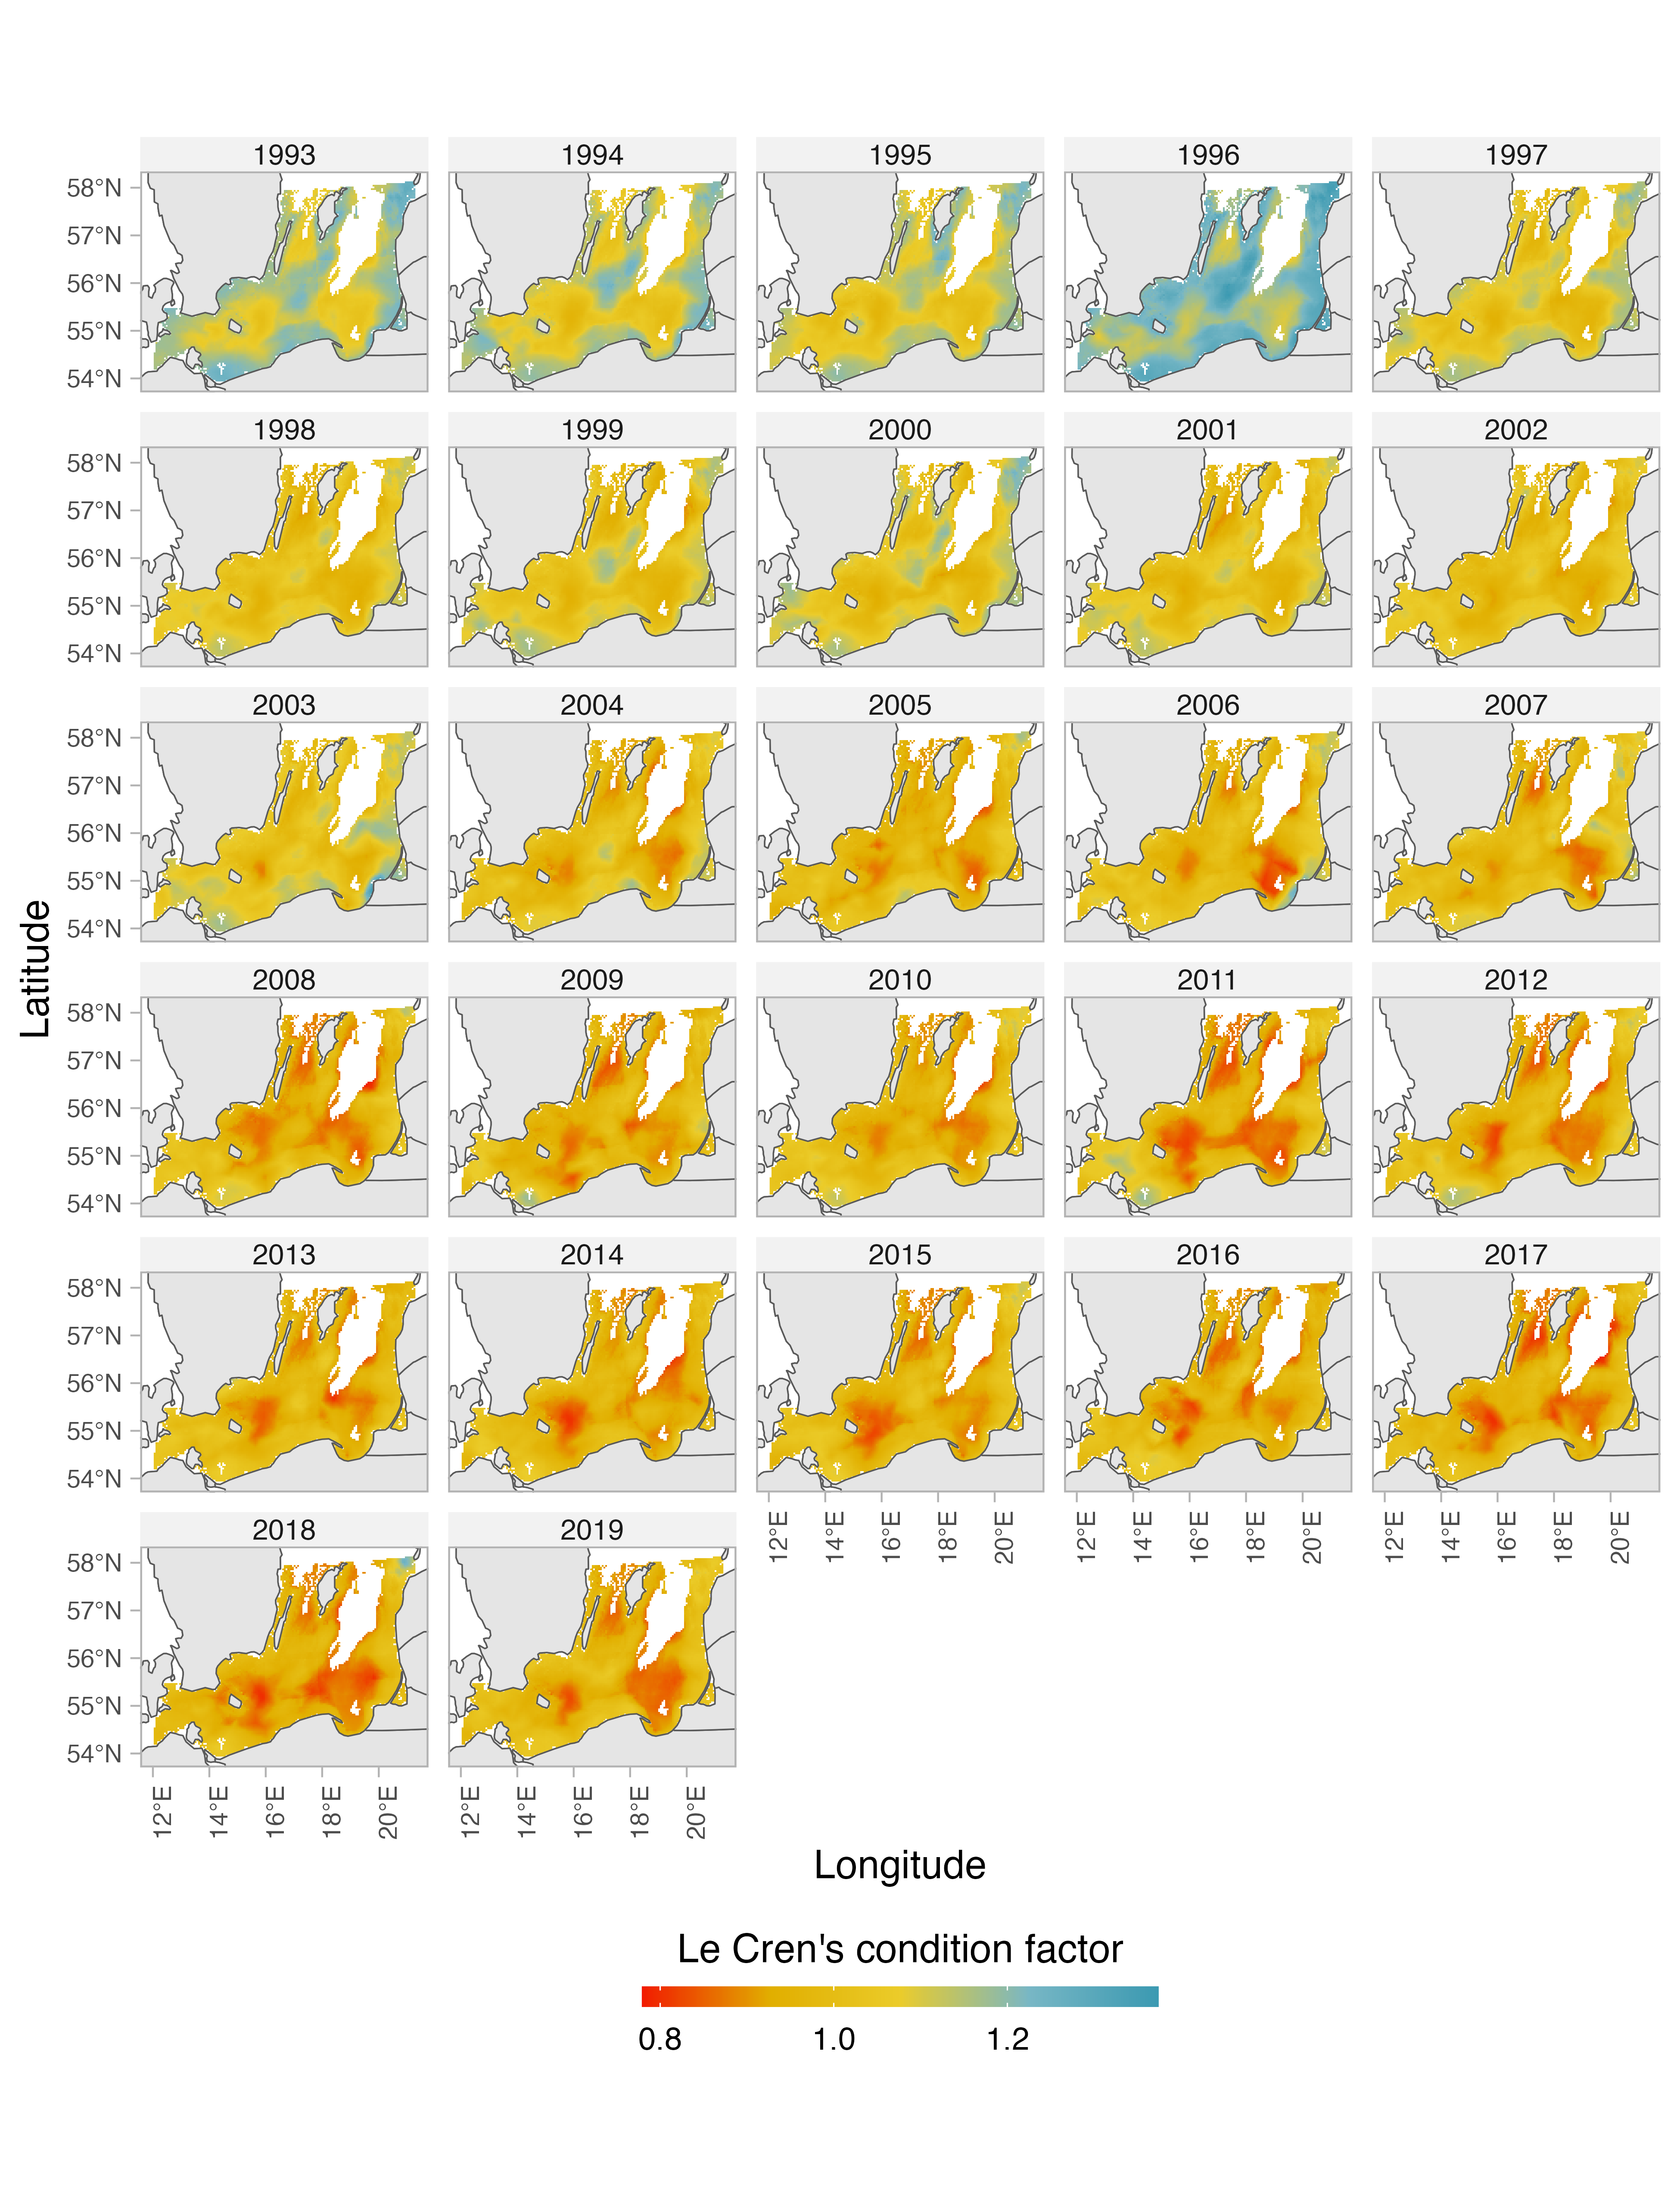 1993 1994 1995 1996 1997
58°N
57°N
56°N
55°N
54°N
1998 1999 2000 2001 2002
58°N
57°N
56°N
55°N
54°N
2003 2004 2005 2006 2007
58°N
57°N
56°N
55°N
54°N
Latitude
2008 2009 2010 2011 2012
58°N
57°N
56°N
55°N
54°N
2013 2014 2015 2016 2017
58°N
57°N
56°N
55°N
54°N
12°E 14°E 16°E 18°E 20°E 12°E 14°E 16°E 18°E 20°E 12°E 14°E 16°E 18°E 20°E
2018 2019
58°N
57°N
56°N
55°N
54°N
12°E 14°E 16°E 18°E 20°E 12°E 14°E 16°E 18°E 20°E
Longitude
Le Cren's condition factor
0.8 1.0 1.2